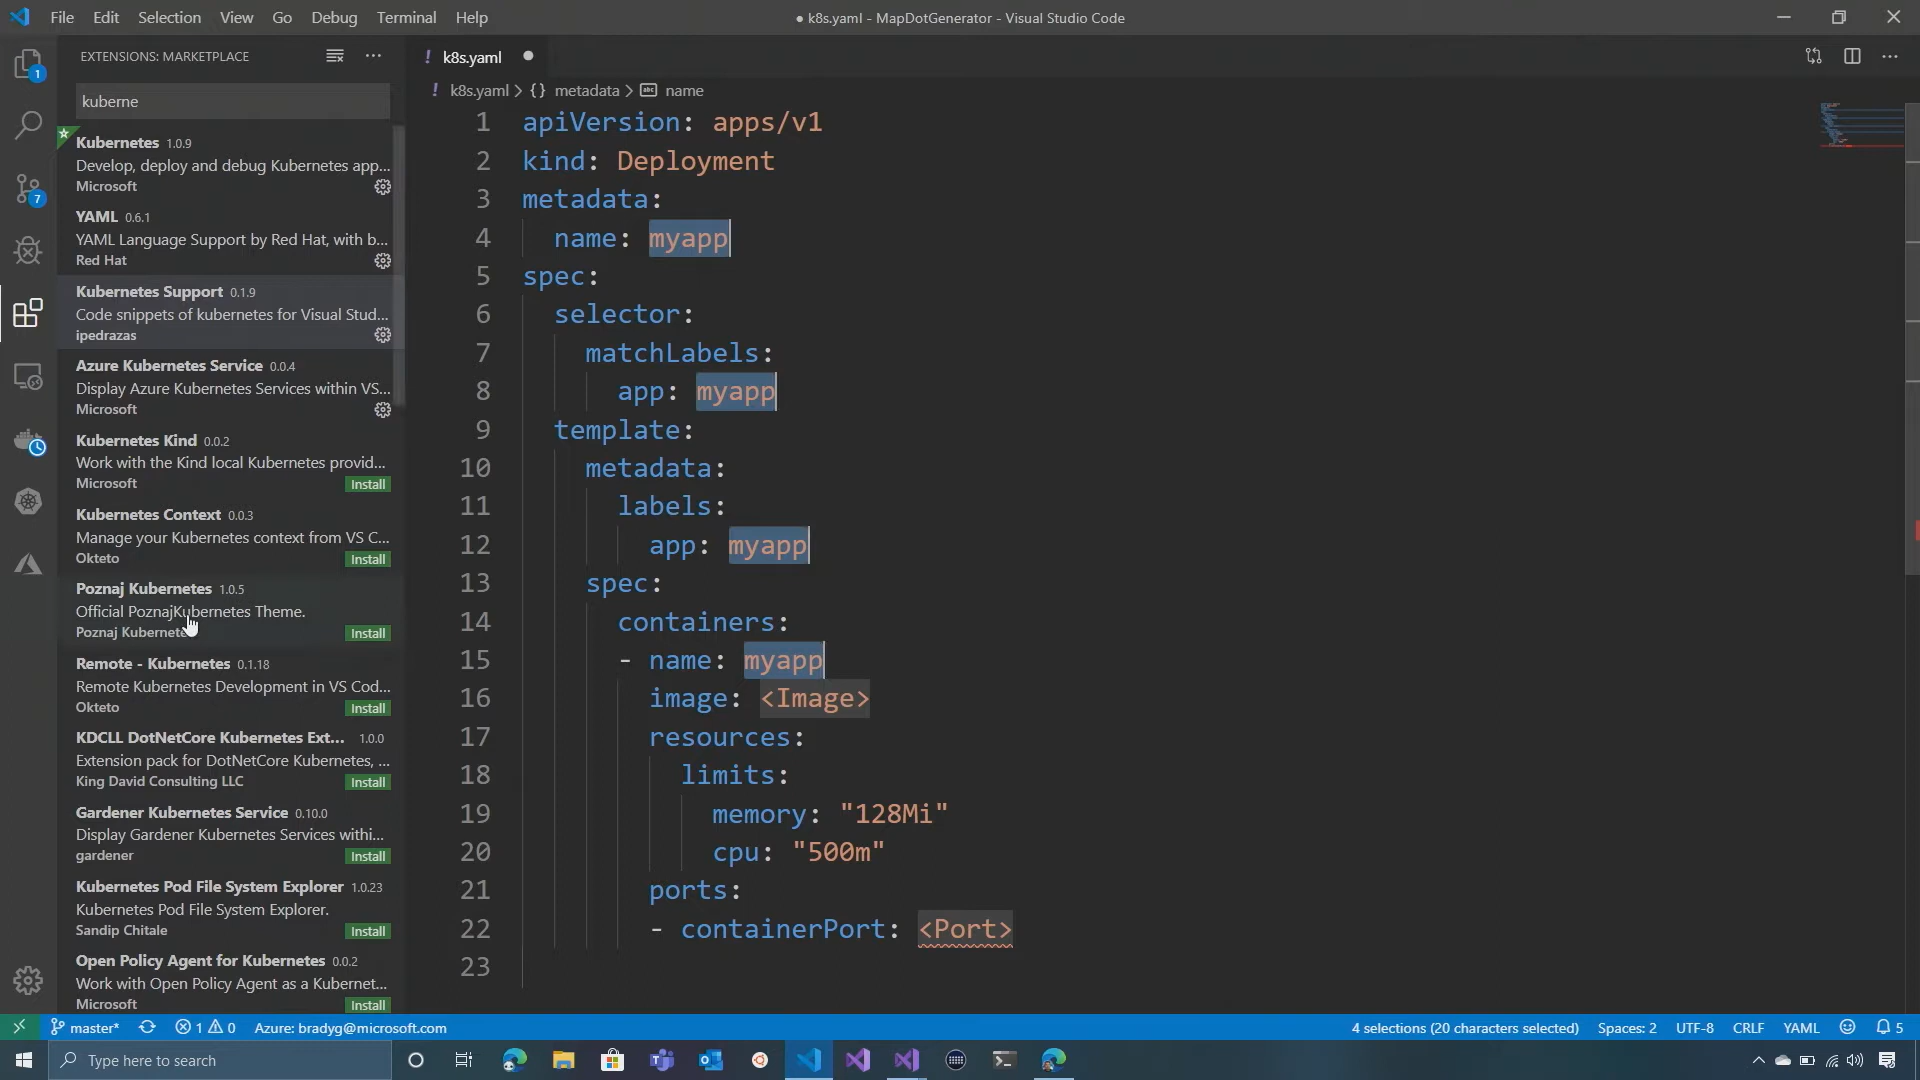 File Edit Selection View Go Debug Terminal Help
● k8s.yaml - MapDotGenerator - Visual Studio Code
EXTENSIONS: MARKETPLACE
kuberne
Kubernetes 1.0.9
Develop, deploy and debug Kubernetes app...
Microsoft
YAML 0.6.1
YAML Language Support by Red Hat, with b...
Red Hat
Kubernetes Support 0.1.9
Code snippets of kubernetes for Visual Stud...
ipedrazas
Azure Kubernetes Service 0.0.4
Display Azure Kubernetes Services within VS...
Microsoft
Kubernetes Kind 0.0.2
Work with the Kind local Kubernetes provid...
Microsoft Install
Kubernetes Context 0.0.3
Manage your Kubernetes context from VS C...
Okteto Install
Poznaj Kubernetes 1.0.5
Official PoznajKubernetes Theme.
Poznaj Kubernete Install
Remote - Kubernetes 0.1.18
Remote Kubernetes Development in VS Cod...
Okteto Install
KDCLL DotNetCore Kubernetes Ext... 1.0.0
Extension pack for DotNetCore Kubernetes, ...
King David Consulting LLC Install
Gardener Kubernetes Service 0.10.0
Display Gardener Kubernetes Services withi...
gardener Install
Kubernetes Pod File System Explorer 1.0.23
Kubernetes Pod File System Explorer.
Sandip Chitale Install
Open Policy Agent for Kubernetes 0.0.2
Work with Open Policy Agent as a Kubernet...
Microsoft Install
1
7
! k8s.yaml ●
! k8s.yaml > {} metadata > abc name
1 apiVersion: apps/v1
2 kind: Deployment
3 metadata:
4 name: myapp
5 spec:
6 selector:
7 matchLabels:
8 app: myapp
9 template:
10 metadata:
11 labels:
12 app: myapp
13 spec:
14 containers:
15 - name: myapp
16 image: <Image>
17 resources:
18 limits:
19 memory: "128Mi"
20 cpu: "500m"
21 ports:
22 - containerPort: <Port>
23
master* 1 0 Azure: bradyg@microsoft.com
4 selections (20 characters selected) Spaces: 2 UTF-8 CRLF YAML 5
Type here to search